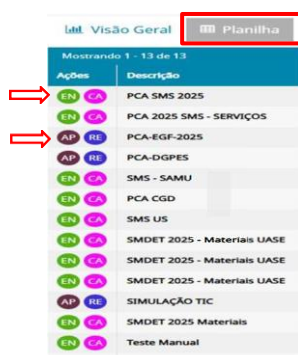 Visão Geral Planilha
Mostrando 1 - 13 de 13
Ações Descrição
EN CA PCA SMS 2025
EN CA PCA 2025 SMS - SERVIÇOS
AP RE PCA-EGF-2025
AP RE PCA-DGPES
EN CA SMS - SAMU
EN CA PCA CGD
EN CA SMS US
EN CA SMDET 2025 - Materiais UASE
EN CA SMDET 2025 - Materiais UASE
EN CA SMDET 2025 - Materiais UASE
AP RE SIMULAÇÃO TIC
EN CA SMDET 2025 Materiais
EN CA Teste Manual